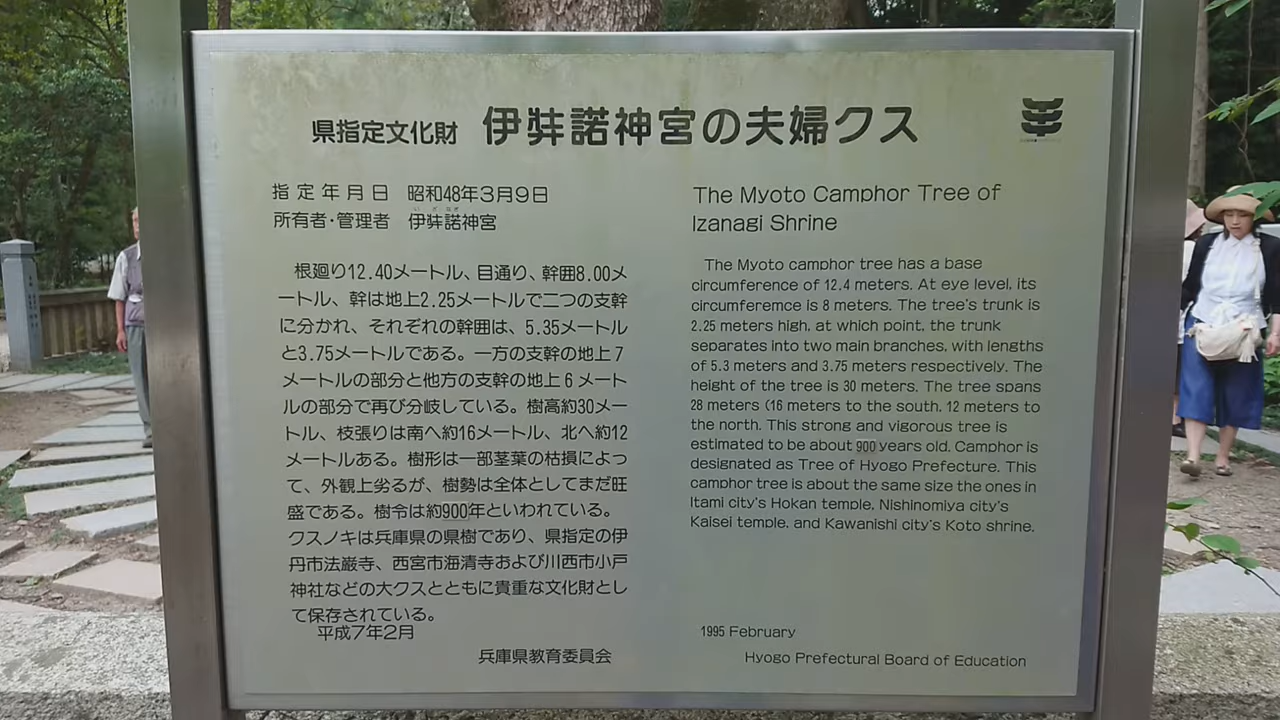 県指定文化財 伊弉諾神宮の夫婦クス
指定年月日 昭和48年3月9日
所有者・管理者 伊弉諾神宮
いざなぎ
根廻り12.40メートル、目通り、幹囲8.00メ
ートル、幹は地上2.25メートルで二つの支幹
に分かれ、それぞれの幹囲は、5.35メートル
と3.75メートルである。一方の支幹の地上7
メートルの部分と他方の支幹の地上6メート
ルの部分で再び分岐している。樹高約30メー
トル、枝張りは南へ約16メートル、北へ約12
メートルある。樹形は一部茎葉の枯損によっ
て、外観上劣るが、樹勢は全体としてまだ旺
盛である。樹令は約900年といわれている。
クスノキは兵庫県の県樹であり、県指定の伊
丹市法巌寺、西宮市海清寺および川西市小戸
神社などの大クスとともに貴重な文化財とし
て保存されている。
平成7年2月
兵庫県教育委員会
The Myoto Camphor Tree of
Izanagi Shrine
The Myoto camphor tree has a base
circumference of 12.4 meters. At eye level, its
circumferemce is 8 meters. The tree's trunk is
2.25 meters high, at which point, the trunk
separates into two main branches, with lengths
of 5.3 meters and 3.75 meters respectively. The
height of the tree is 30 meters. The tree spans
28 meters (16 meters to the south, 12 meters to
the north. This strong and vigorous tree is
estimated to be about 900 years old. Camphor is
designated as Tree of Hyogo Prefecture. This
camphor tree is about the same size the ones in
Itami city's Hokan temple, Nishinomiya city's
Kaisei temple, and Kawanishi city's Koto shrine.
1995 February
Hyogo Prefectural Board of Education